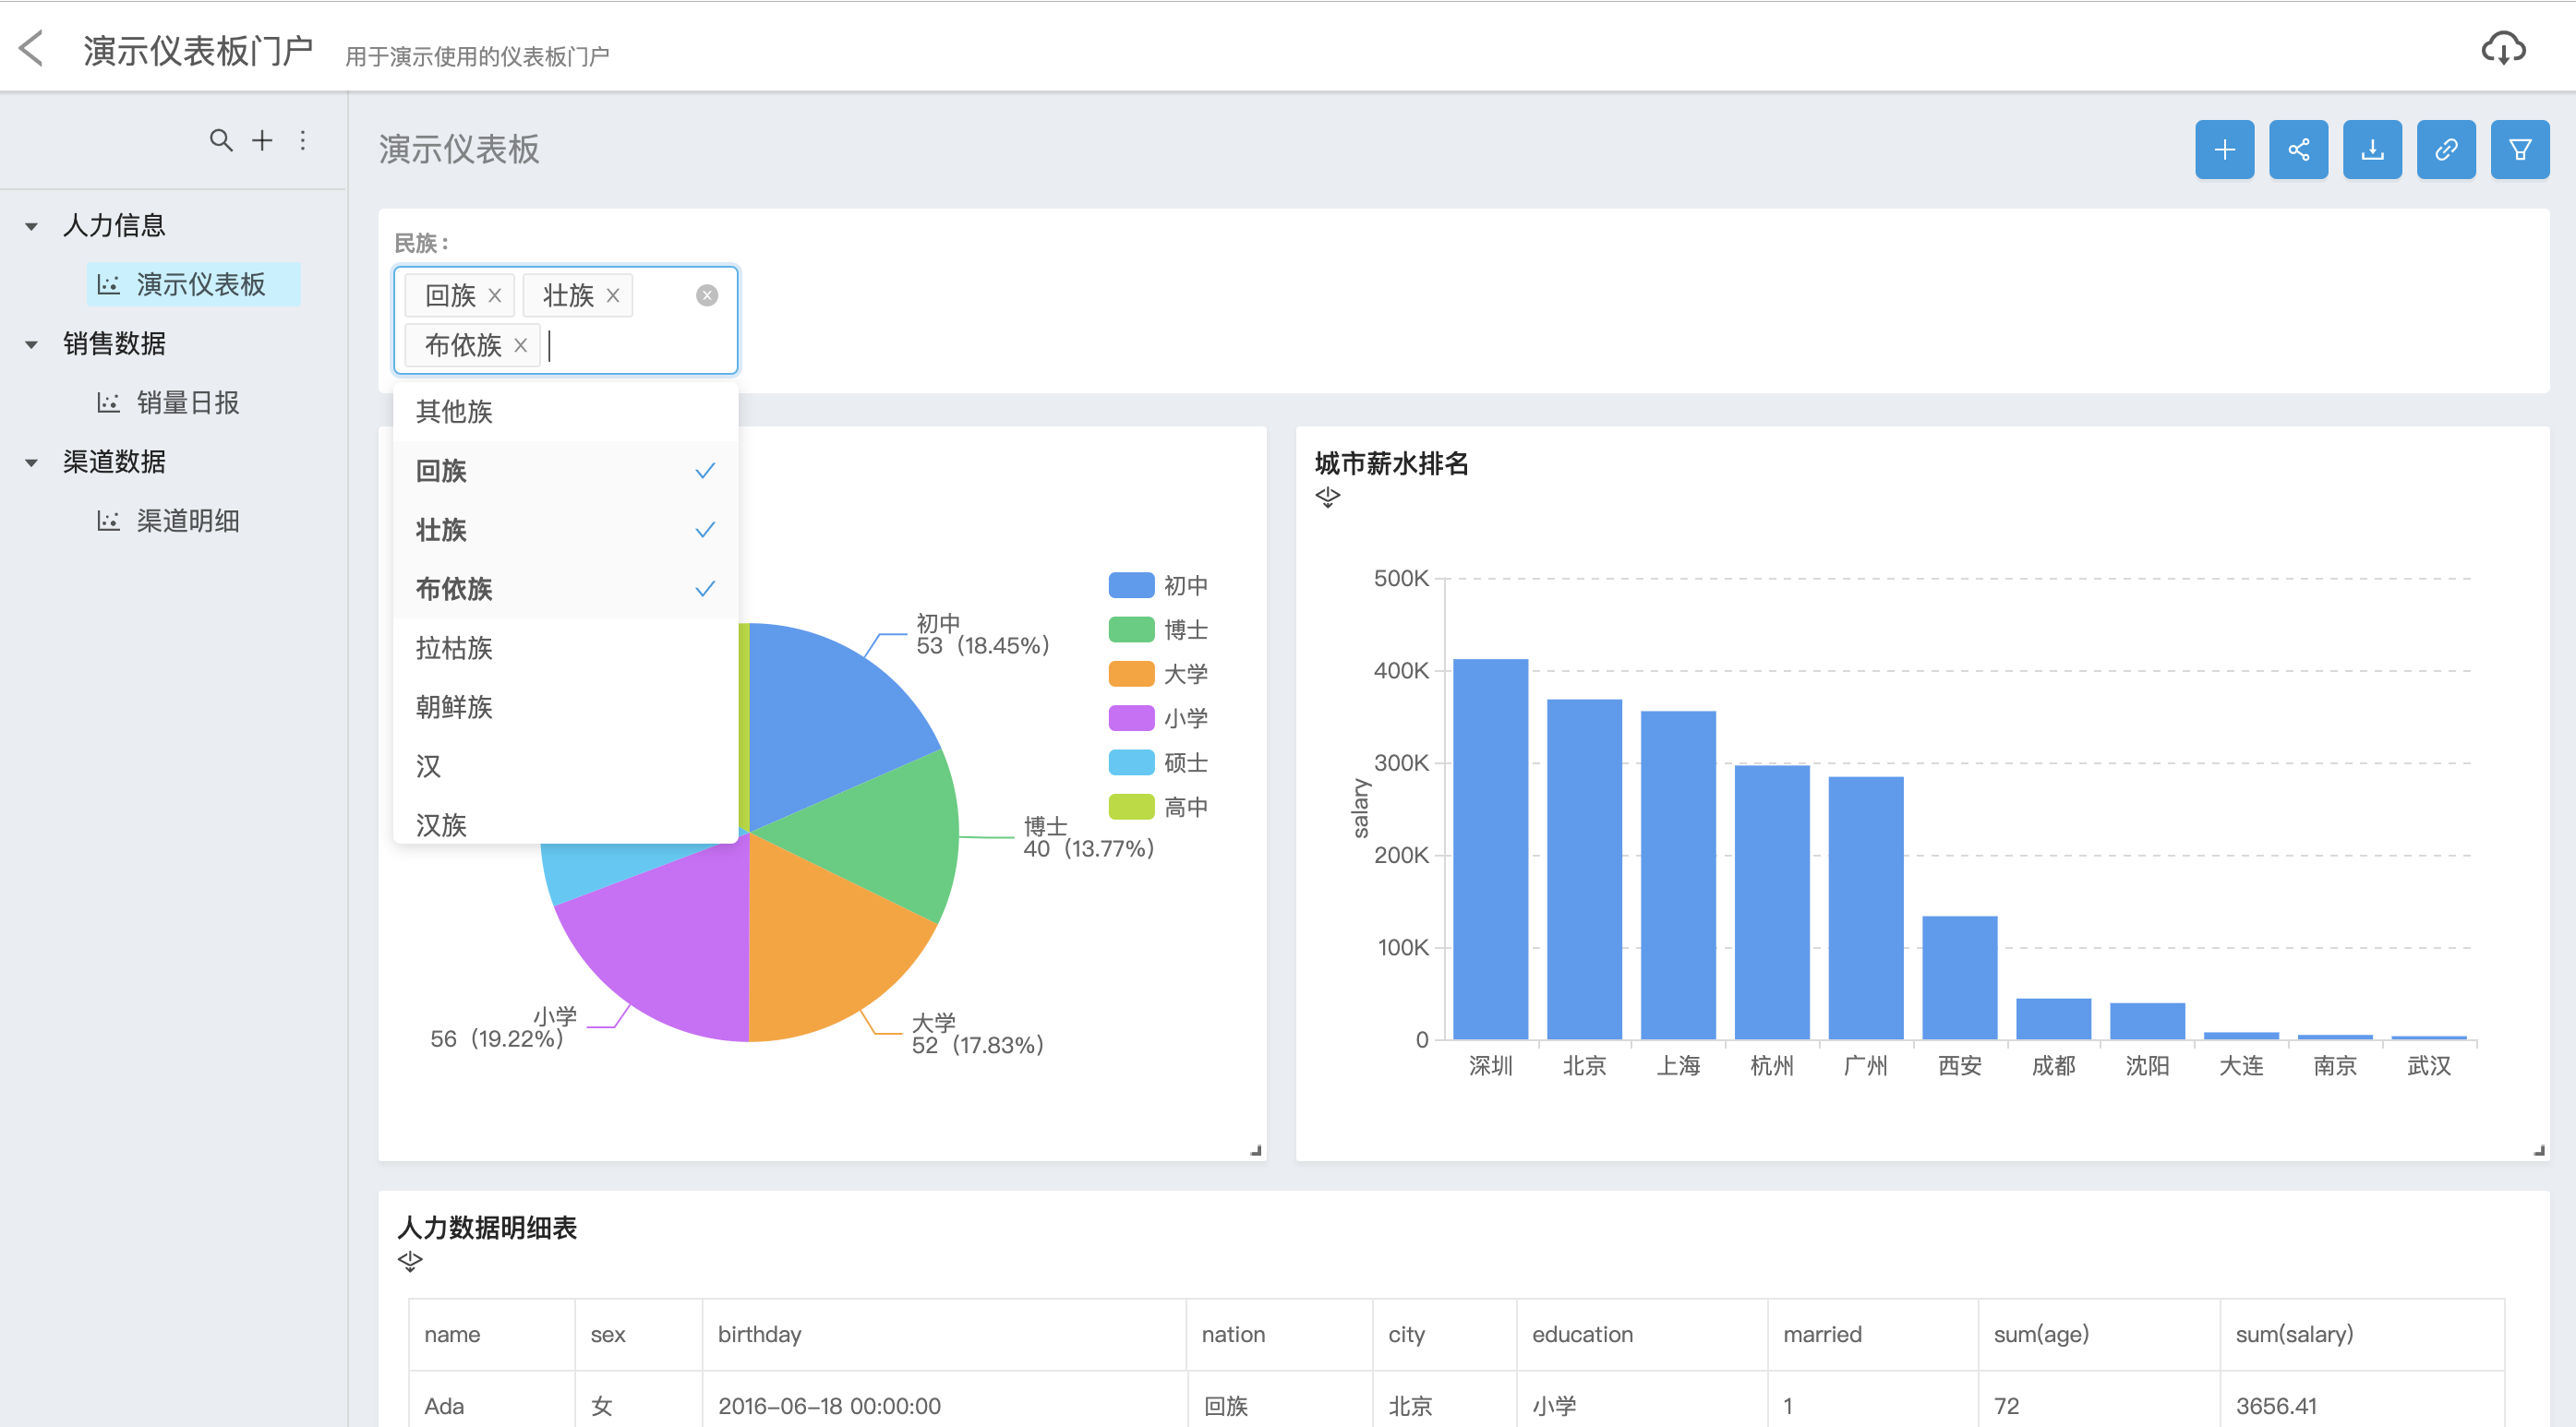 演示仪表板门户 用于演示使用的仪表板门户
人力信息
演示仪表板
销售数据
销量日报
渠道数据
渠道明细
演示仪表板
民族：
回族 壮族
布依族
其他族
回族
壮族
布依族
拉枯族
朝鲜族
汉
汉族
初中
53（18.45%）
博士
40（13.77%）
大学
52（17.83%）
小学
56（19.22%）
初中
博士
大学
小学
硕士
高中
城市薪水排名
salary
500K
400K
300K
200K
100K
0
深圳 北京 上海 杭州 广州 西安 成都 沈阳 大连 南京 武汉
人力数据明细表
name sex birthday nation city education married sum(age) sum(salary)
Ada 女 2016-06-18 00:00:00 回族 北京 小学 1 72 3656.41